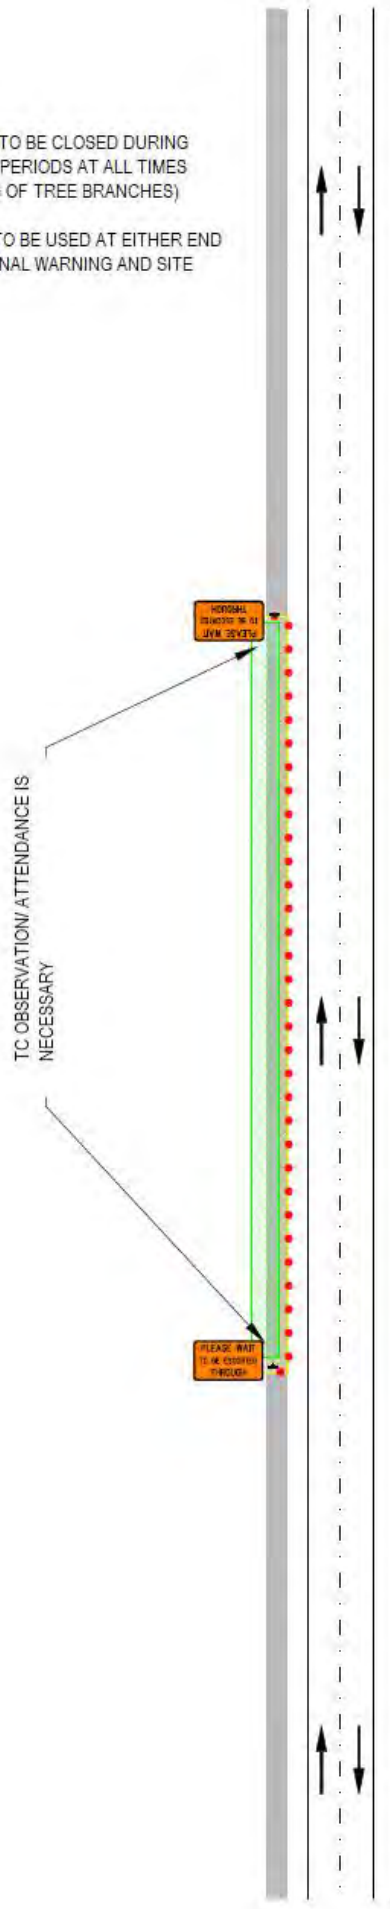 TO BE CLOSED DURING
PERIODS AT ALL TIMES
OF TREE BRANCHES)
TO BE USED AT EITHER END
NAL WARNING AND SITE
PLEASE WAIT
TO BE ESCORTED
THROUGH
TC OBSERVATION/ ATTENDANCE IS
NECESSARY
PLEASE WAIT
TO BE ESCORTED
THROUGH